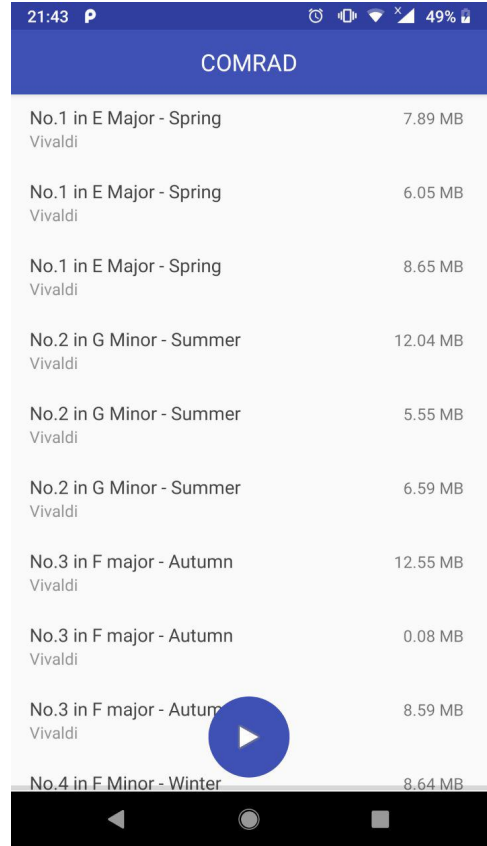 21:43 49%
COMRAD
No.1 in E Major - Spring 7.89 MB
Vivaldi
No.1 in E Major - Spring 6.05 MB
Vivaldi
No.1 in E Major - Spring 8.65 MB
Vivaldi
No.2 in G Minor - Summer 12.04 MB
Vivaldi
No.2 in G Minor - Summer 5.55 MB
Vivaldi
No.2 in G Minor - Summer 6.59 MB
Vivaldi
No.3 in F major - Autumn 12.55 MB
Vivaldi
No.3 in F major - Autumn 0.08 MB
Vivaldi
No.3 in F major - Autum 8.59 MB
Vivaldi
No.4 in F Minor - Winter 8.64 MB